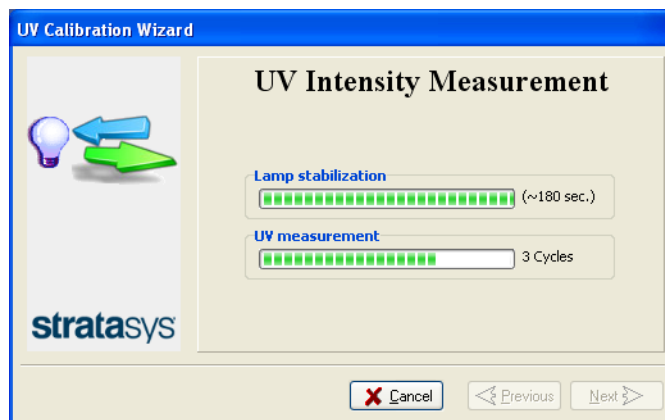 UV Calibration Wizard
UV Intensity Measurement
Lamp stabilization
(~180 sec.)
UV measurement
3 Cycles
stratasys
Cancel
Previous
Next